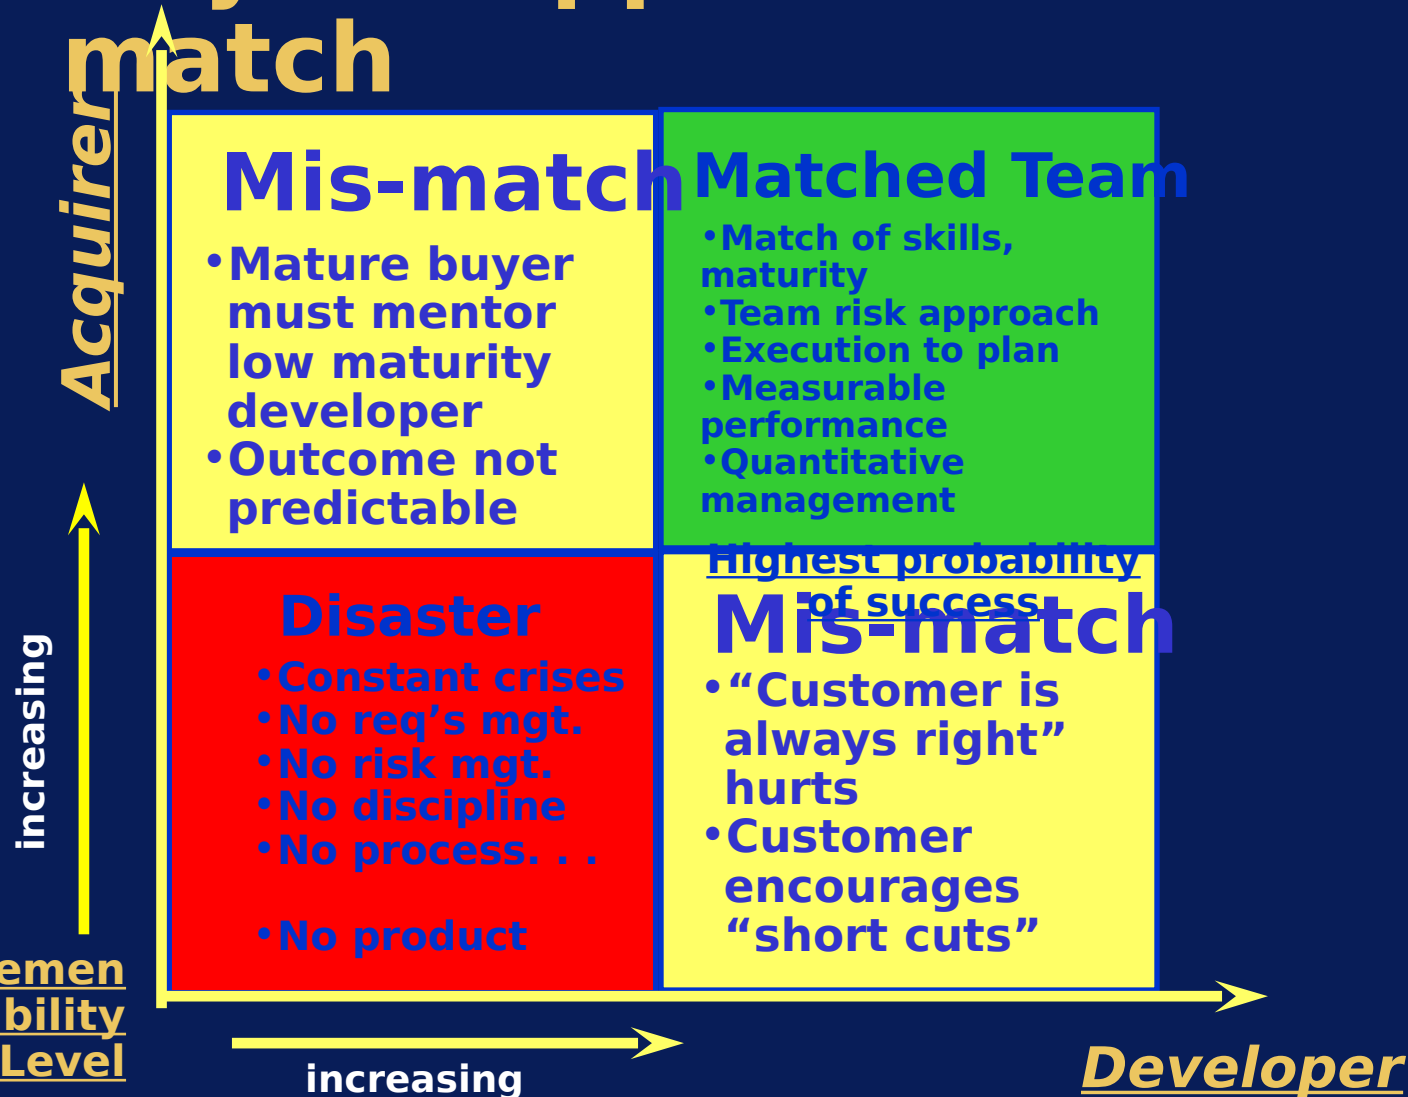 match
Acquirer
Mis-match
•Mature buyer
must mentor
low maturity
developer
•Outcome not
predictable
Matched Team
•Match of skills,
maturity
•Team risk approach
•Execution to plan
•Measurable
performance
•Quantitative
management
Highest probability
of success
Disaster
•Constant crises
•No req’s mgt.
•No risk mgt.
•No discipline
•No process. . .
•No product
Mis-match
•“Customer is
always right”
hurts
•Customer
encourages
“short cuts”
increasing
emen
bility
Level
increasing
Developer